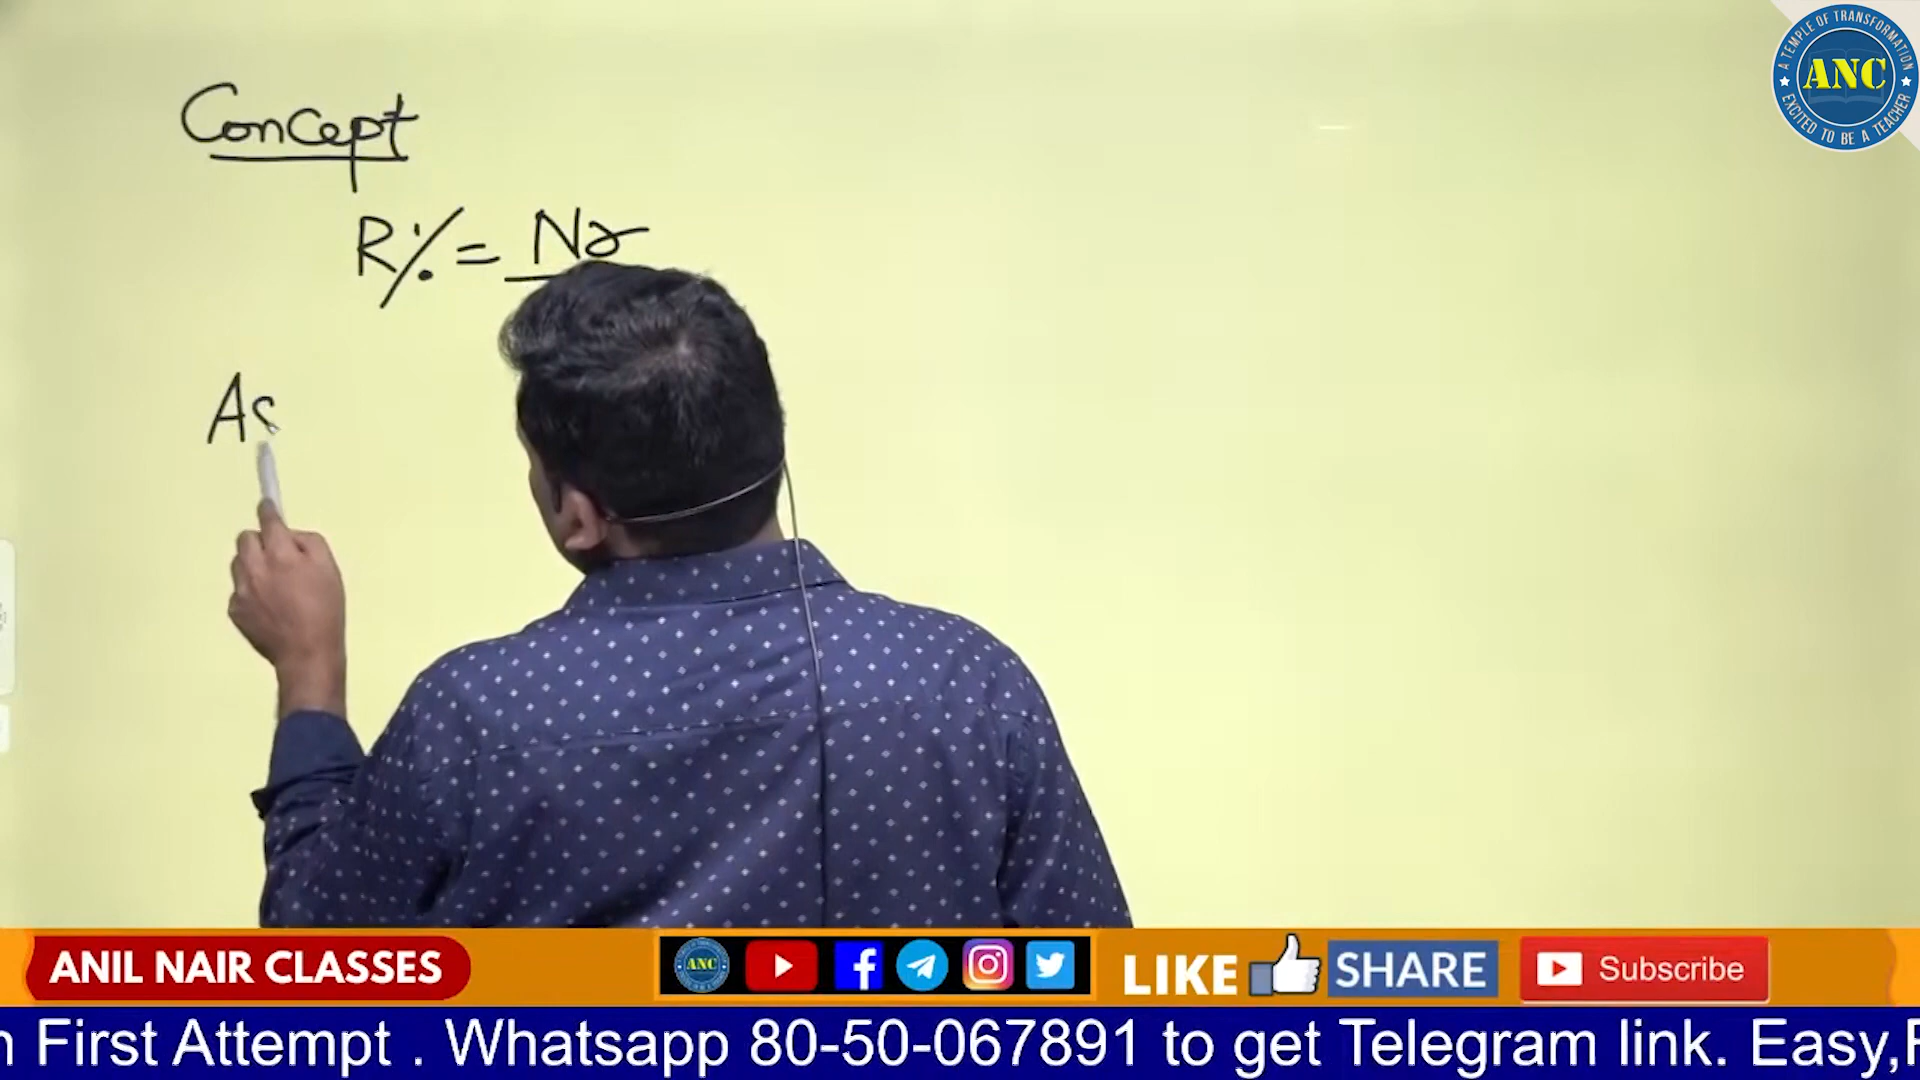 A TEMPLE OF TRANSFORMATION
ANC
EXCITED TO BE A TEACHER
Concept
R% = Nr
As
ANIL NAIR CLASSES
ANC
LIKE
SHARE
Subscribe
n First Attempt . Whatsapp 80-50-067891 to get Telegram link. Easy,F